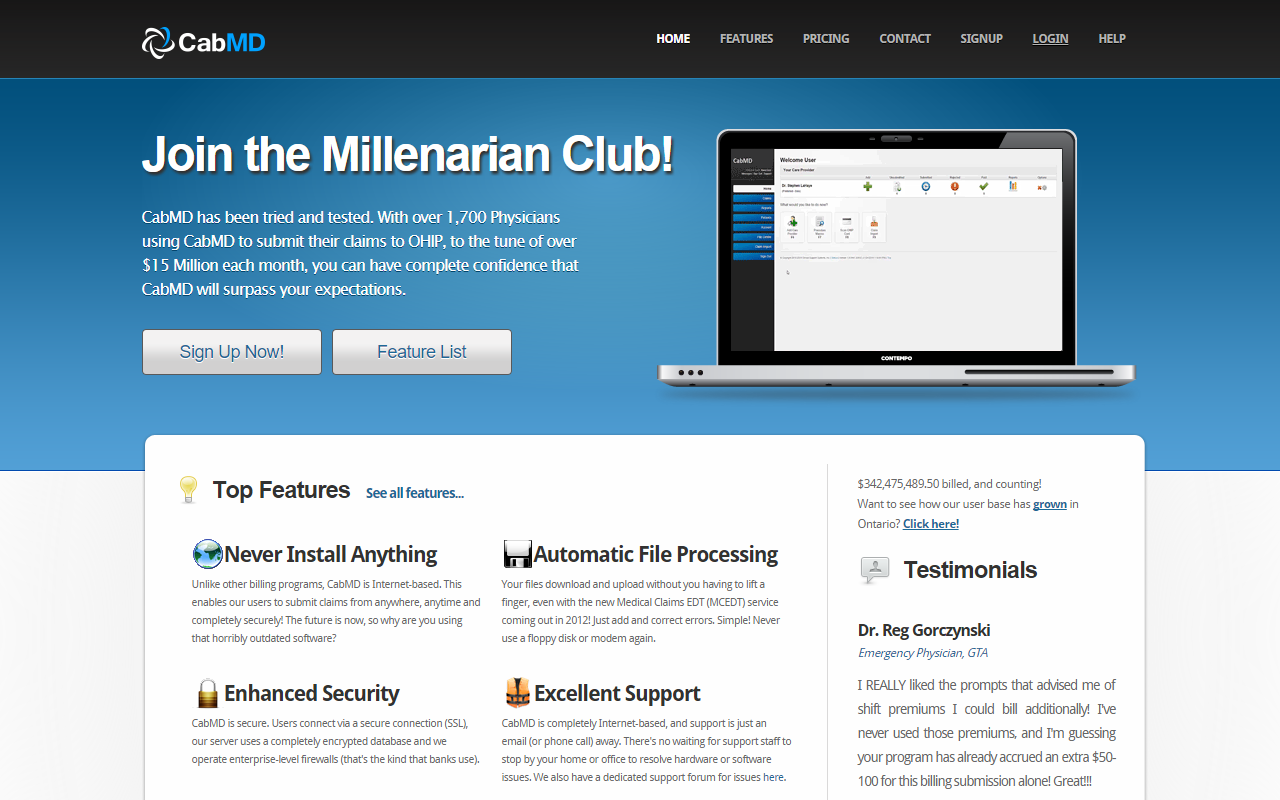 CabMD
HOME FEATURES PRICING CONTACT SIGNUP LOGIN HELP
Join the Millenarian Club!
CabMD has been tried and tested. With over 1,700 Physicians
using CabMD to submit their claims to OHIP, to the tune of over
$15 Million each month, you can have complete confidence that
CabMD will surpass your expectations.
Sign Up Now! Feature List
CabMD
Welcome User
Your Care Provider
What would you like to do now?
CONTEMPO
Top Features See all features...
Never Install Anything
Unlike other billing programs, CabMD is Internet-based. This
enables our users to submit claims from anywhere, anytime and
completely securely! The future is now, so why are you using
that horribly outdated software?
Automatic File Processing
Your files download and upload without you having to lift a
finger, even with the new Medical Claims EDT (MCEDT) service
coming out in 2012! Just add and correct errors. Simple! Never
use a floppy disk or modem again.
Enhanced Security
CabMD is secure. Users connect via a secure connection (SSL),
our server uses a completely encrypted database and we
operate enterprise-level firewalls (that's the kind that banks use).
Excellent Support
CabMD is completely Internet-based, and support is just an
email (or phone call) away. There's no waiting for support staff to
stop by your home or office to resolve hardware or software
issues. We also have a dedicated support forum for issues here.
$342,475,489.50 billed, and counting!
Want to see how our user base has grown in
Ontario? Click here!
Testimonials
Dr. Reg Gorczynski
Emergency Physician, GTA
I REALLY liked the prompts that advised me of
shift premiums I could bill additionally! I've
never used those premiums, and I'm guessing
your program has already accrued an extra $50-
100 for this billing submission alone! Great!!!